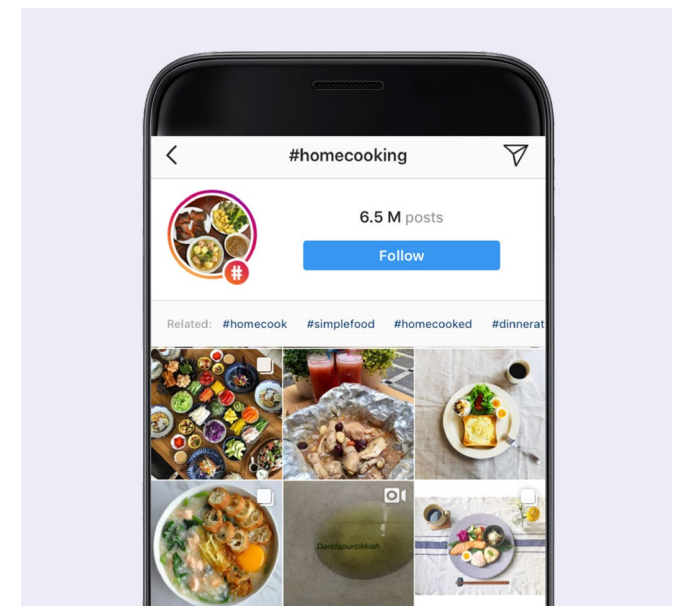 #homecooking
6.5 M posts
Follow
#
Related: #homecook #simplefood #homecooked #dinnerat
Dandapurcikkiah